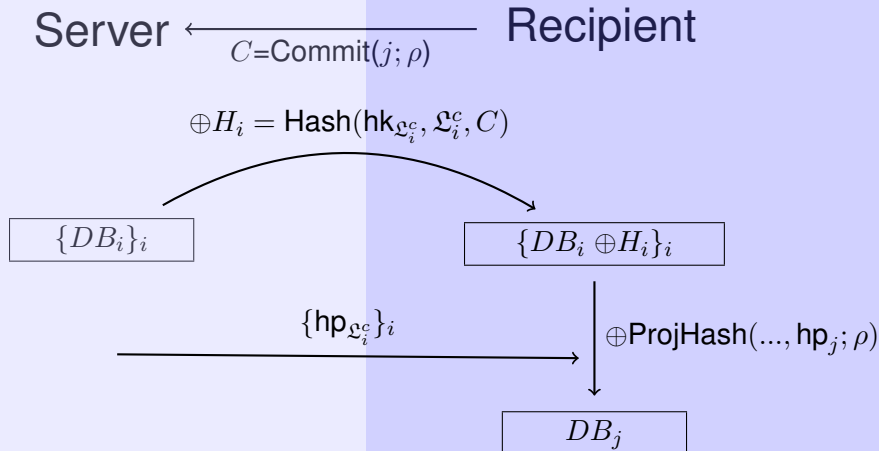 Server
Recipient
C=Commit(j; ρ)
⊕H_i = Hash(hk_{𝔏_i^c}, 𝔏_i^c, C)
{DB_i}_i
{DB_i ⊕H_i}_i
{hp_{𝔏_i^c}}_i
⊕ProjHash(..., hp_j; ρ)
DB_j